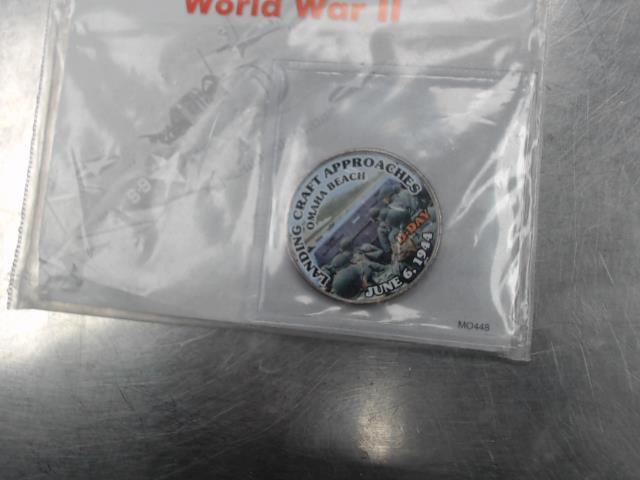 World War II
LANDING CRAFT APPROACHES
OMAHA BEACH
D-DAY
JUNE 6, 1944
MO448